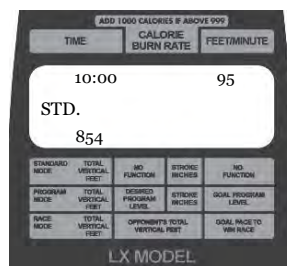 ADD 1000 CALORIES IF ABOVE 999
TIME CALORIE BURN RATE FEET/MINUTE
10:00 95
STD.
854
STANDARD MODE TOTAL VERTICAL FEET NO FUNCTION STROKE INCHES NO FUNCTION
PROGRAM MODE TOTAL VERTICAL FEET DESIRED PROGRAM LEVEL STROKE INCHES GOAL PROGRAM LEVEL
RACE MODE TOTAL VERTICAL FEET OPPONENT'S TOTAL VERTICAL FEET GOAL PACE TO WIN RACE
LX MODEL